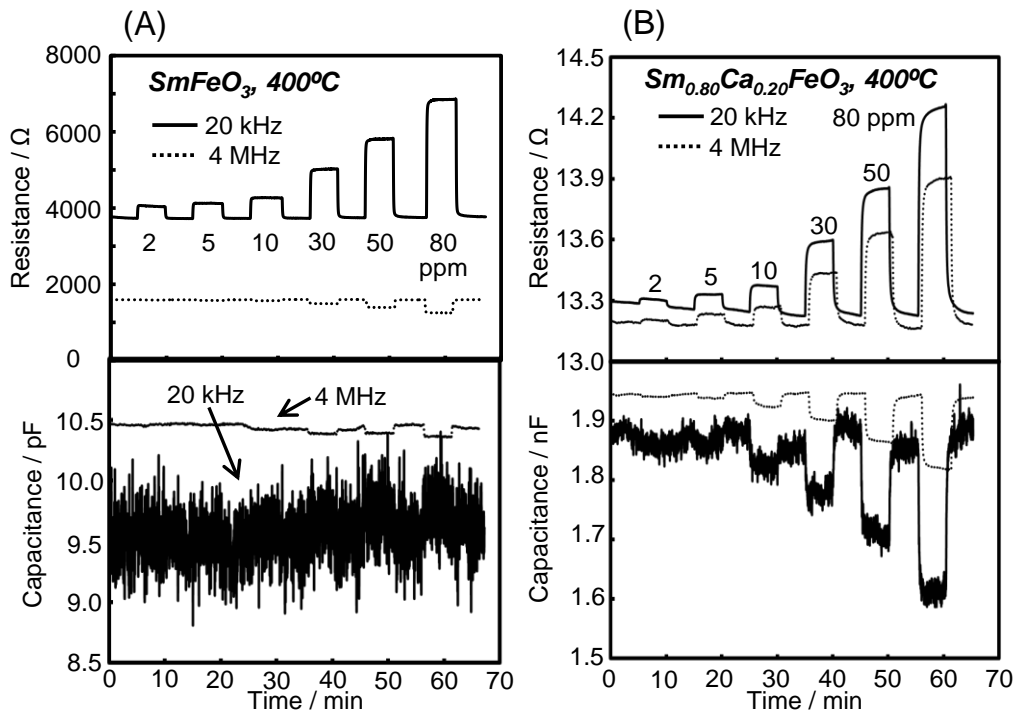 (A)
8000
6000
4000
2000
0
Resistance / Ω
SmFeO3, 400ºC
20 kHz
4 MHz
2 5 10 30 50 80
ppm
10.5
10.0
9.5
9.0
8.5
Capacitance / pF
20 kHz
4 MHz
0 10 20 30 40 50 60 70
Time / min
(B)
14.5
14.2
13.9
13.6
13.3
13.0
Resistance / Ω
Sm0.80Ca0.20FeO3, 400ºC
20 kHz
4 MHz
80 ppm
50
30
10
5
2
1.9
1.8
1.7
1.6
1.5
Capacitance / nF
0 10 20 30 40 50 60 70
Time / min